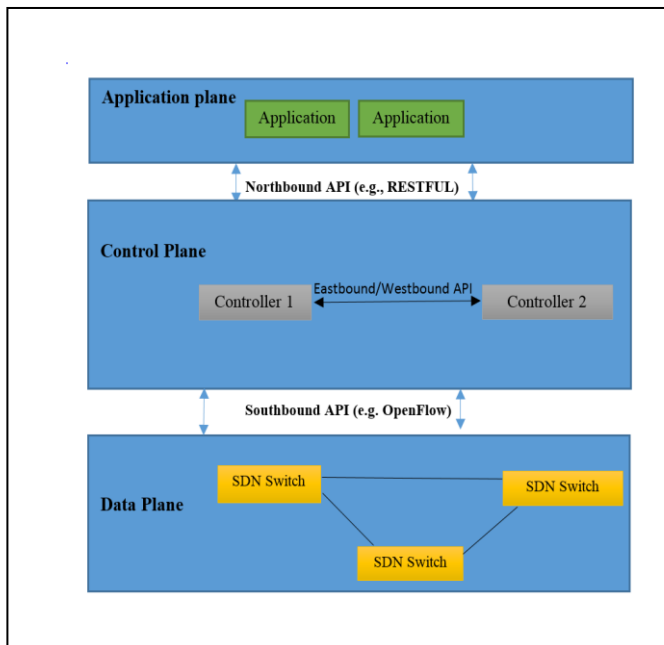 Application plane
Application
Application
Northbound API (e.g., RESTFUL)
Control Plane
Eastbound/Westbound API
Controller 1
Controller 2
Southbound API (e.g. OpenFlow)
SDN Switch
SDN Switch
Data Plane
SDN Switch